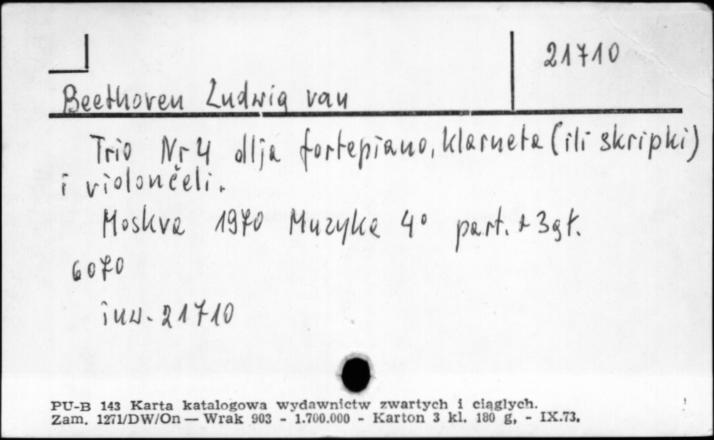 21710
Beethoven Ludwig van
Trio Nr 4 dlja fortepiano, klarneta (ili skripki)
i violončeli.
Moskva 1970 Muzyka 4° part. + 3 gł.
6070
inw. 21710
PU-B 143 Karta katalogowa wydawnictw zwartych i ciągłych.
Zam. 1271/DW/On — Wrak 903 - 1.700.000 - Karton 3 kl. 180 g, - IX.73.